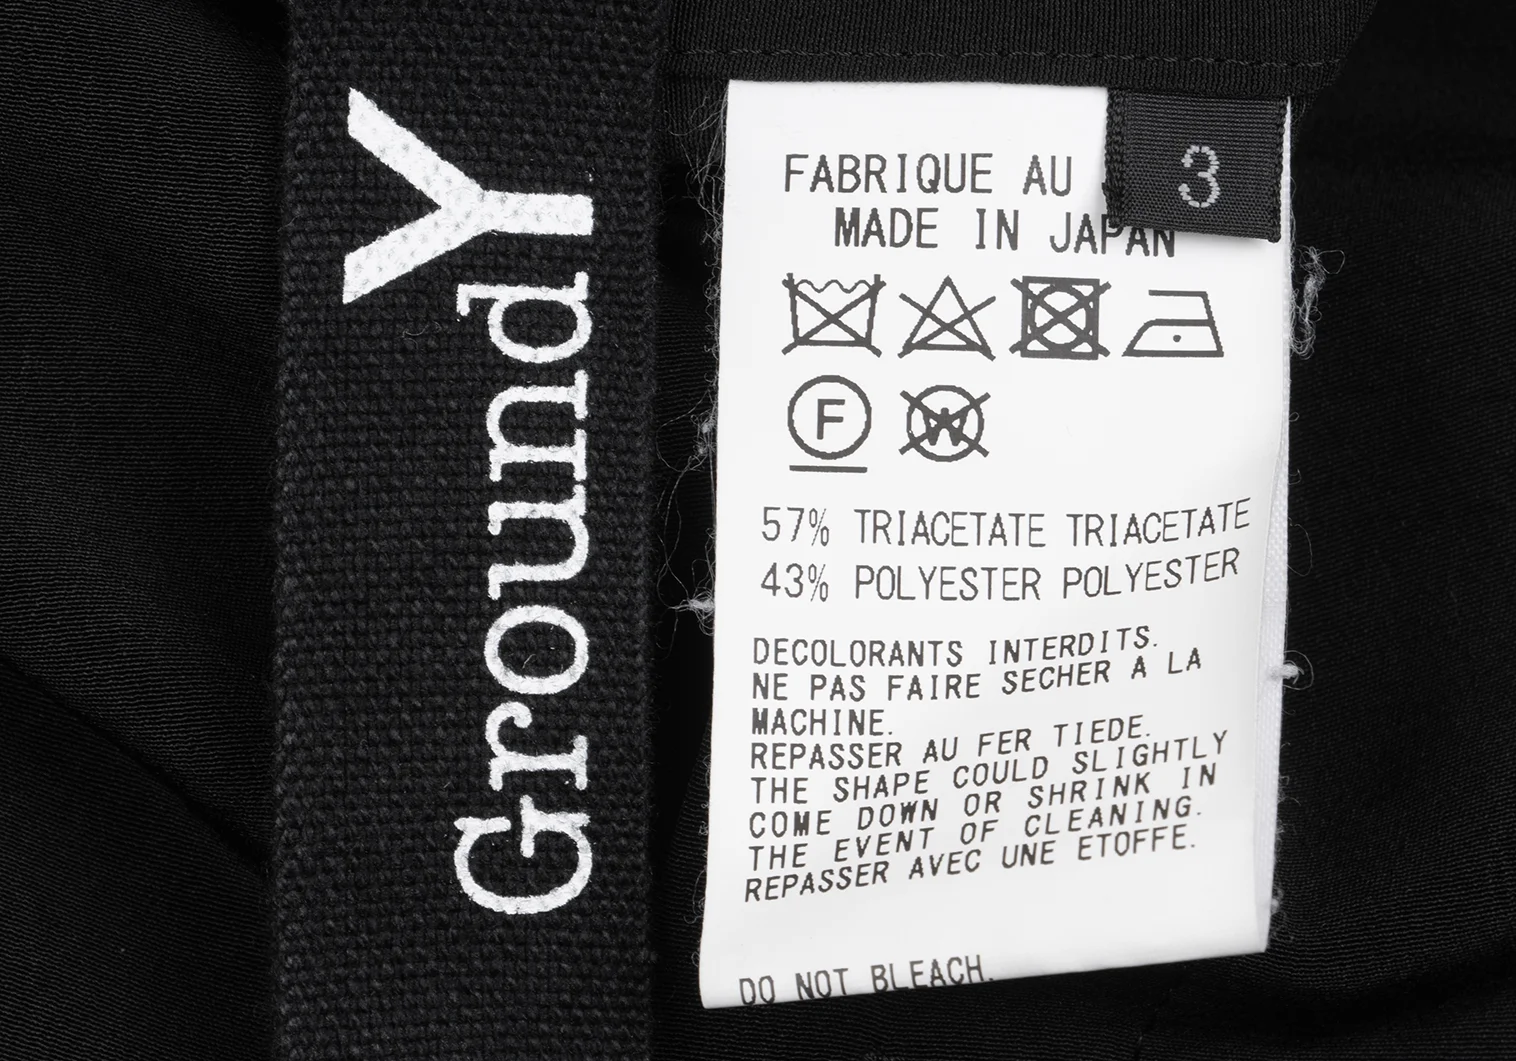 Ground Y
3
FABRIQUE AU
MADE IN JAPAN
F
W
57% TRIACETATE TRIACETATE
43% POLYESTER POLYESTER
DECOLORANTS INTERDITS.
NE PAS FAIRE SECHER A LA
MACHINE.
REPASSER AU FER TIEDE.
THE SHAPE COULD SLIGHTLY
COME DOWN OR SHRINK IN
THE EVENT OF CLEANING.
REPASSER AVEC UNE ETOFFE.
DO NOT BLEACH.